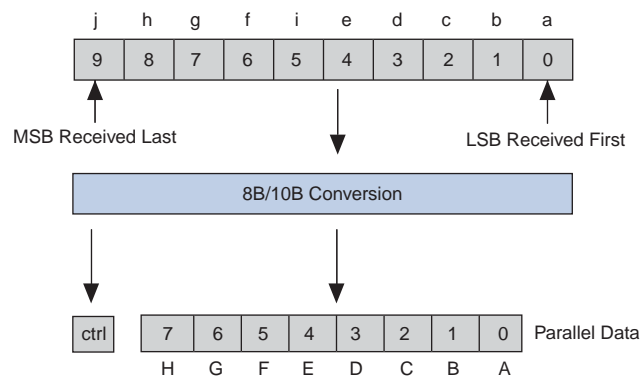 j h g f i e d c b a
9 8 7 6 5 4 3 2 1 0
MSB Received Last LSB Received First
8B/10B Conversion
ctrl 7 6 5 4 3 2 1 0 Parallel Data
H G F E D C B A